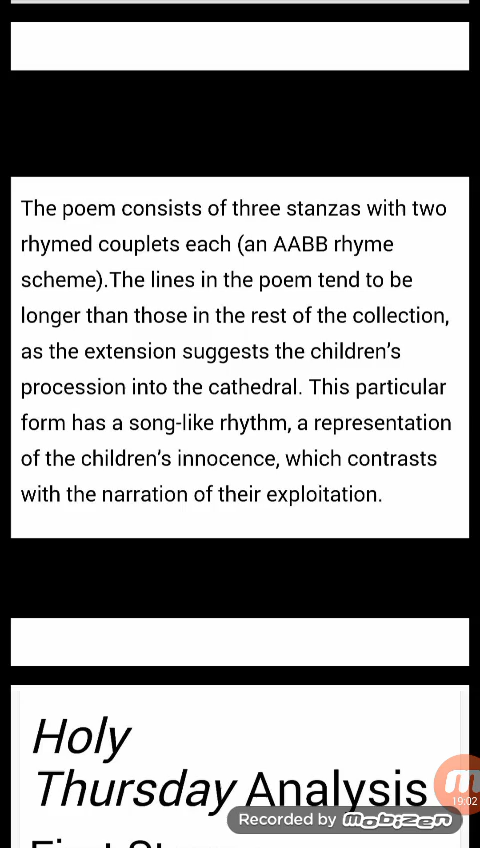 The poem consists of three stanzas with two
rhymed couplets each (an AABB rhyme
scheme).The lines in the poem tend to be
longer than those in the rest of the collection,
as the extension suggests the children's
procession into the cathedral. This particular
form has a song-like rhythm, a representation
of the children's innocence, which contrasts
with the narration of their exploitation.
Holy
Thursday Analysis
19:02
Recorded by mobizen
First